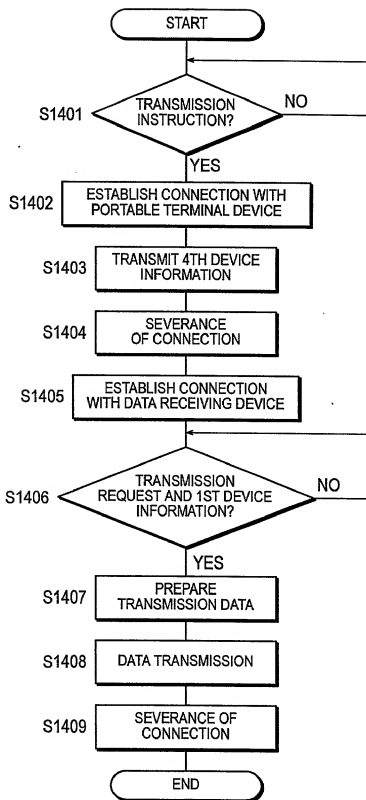 START
S1401
TRANSMISSION
INSTRUCTION?
NO
YES
S1402
ESTABLISH CONNECTION WITH
PORTABLE TERMINAL DEVICE
S1403
TRANSMIT 4TH DEVICE
INFORMATION
S1404
SEVERANCE
OF CONNECTION
S1405
ESTABLISH CONNECTION
WITH DATA RECEIVING DEVICE
S1406
TRANSMISSION
REQUEST AND 1ST DEVICE
INFORMATION?
NO
YES
S1407
PREPARE
TRANSMISSION DATA
S1408
DATA TRANSMISSION
S1409
SEVERANCE OF
CONNECTION
END